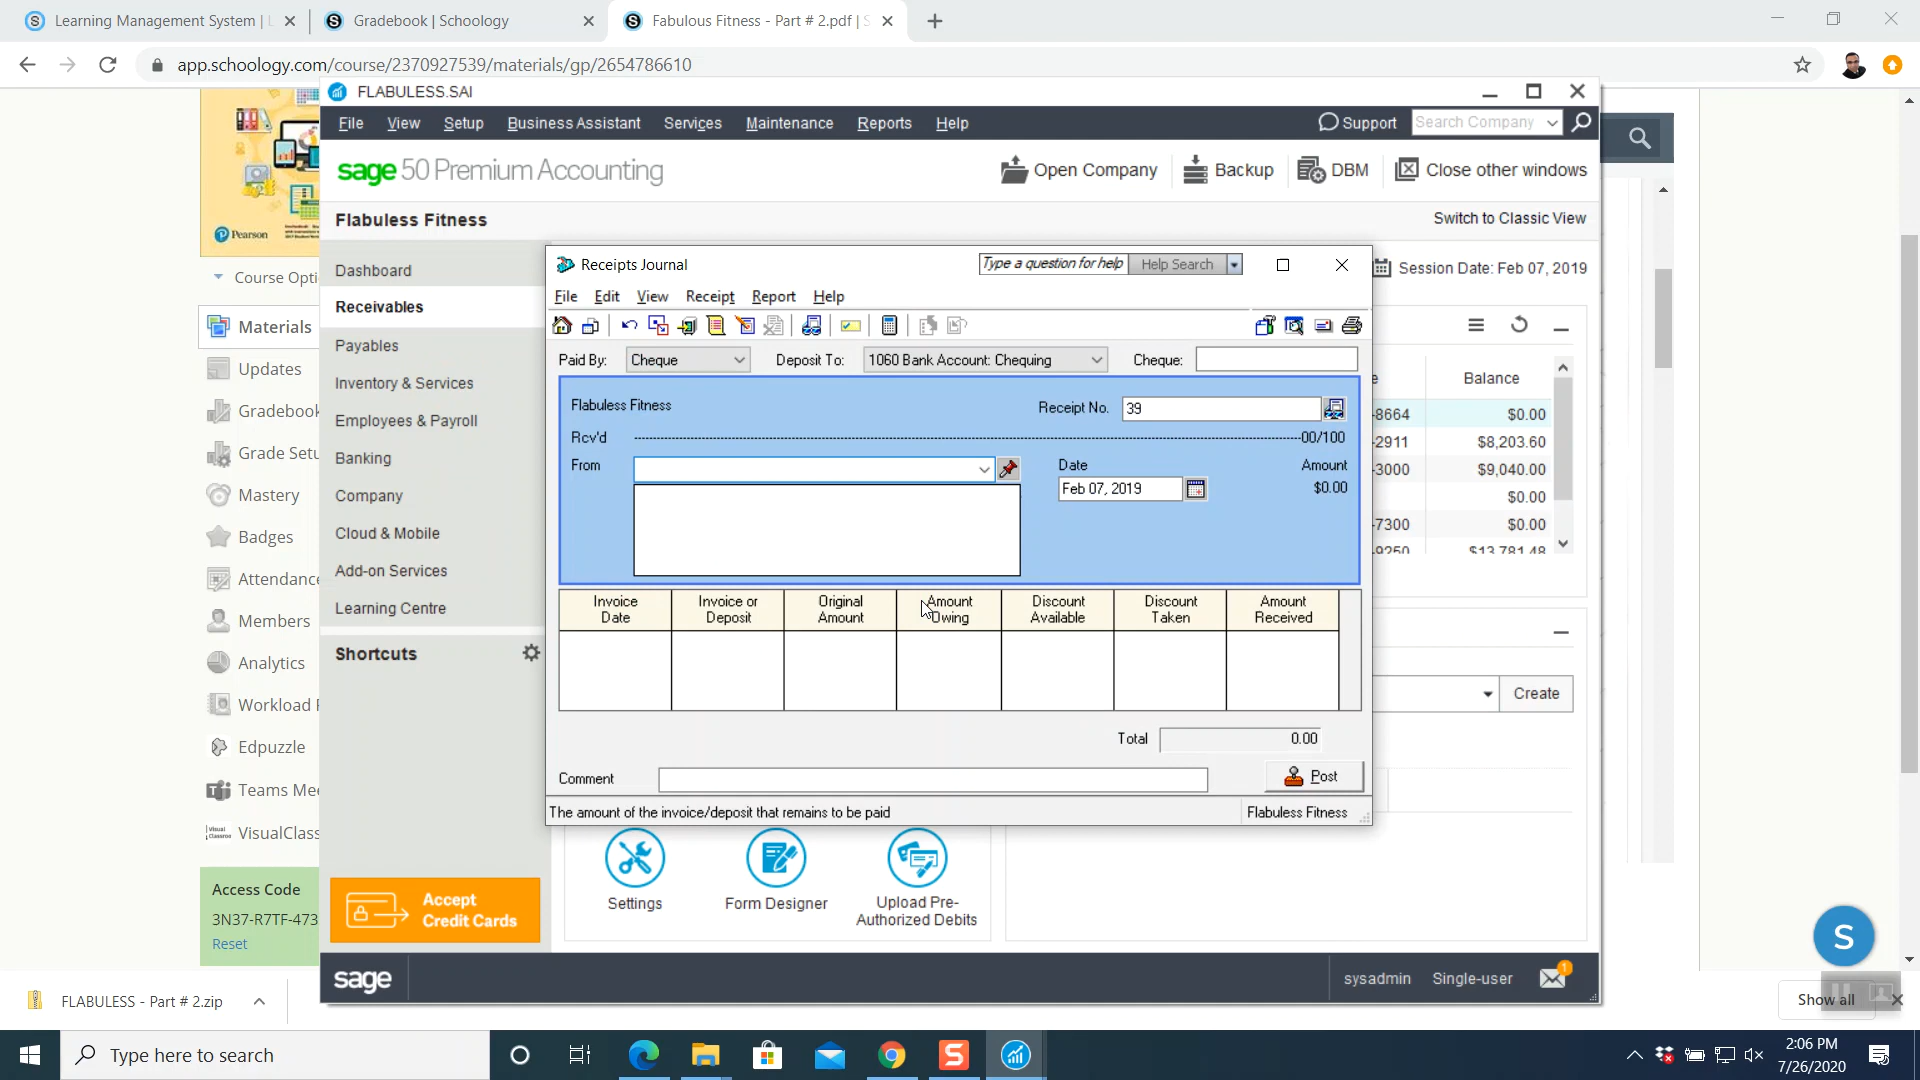 Learning Management System | L
Gradebook | Schoology
Fabulous Fitness - Part # 2.pdf | S
app.schoology.com/course/2370927539/materials/gp/2654786610
FLABULESS.SAI
File View Setup Business Assistant Services Maintenance Reports Help
Support
Search Company
sage 50 Premium Accounting
Open Company
Backup
DBM
Close other windows
Flabuless Fitness
Switch to Classic View
Pearson
Course Opti
Materials
Updates
Gradebook
Grade Setu
Mastery
Badges
Attendance
Members
Analytics
Workload
Edpuzzle
Teams Me
VisualClass
Access Code
3N37-R7TF-473
Reset
Dashboard
Receivables
Payables
Inventory & Services
Employees & Payroll
Banking
Company
Cloud & Mobile
Add-on Services
Learning Centre
Shortcuts
Accept
Credit Cards
Session Date: Feb 07, 2019
Balance
-8664 $0.00
-2911 $8,203.60
-3000 $9,040.00
$0.00
-7300 $0.00
-9250 $13,781.48
Create
Receipts Journal
Type a question for help
Help Search
File Edit View Receipt Report Help
Paid By: Cheque
Deposit To: 1060 Bank Account: Chequing
Cheque:
Flabuless Fitness
Receipt No. 39
Rcv'd
00/100
From
Date
Amount
Feb 07, 2019
$0.00
Invoice Date
Invoice or Deposit
Original Amount
Amount Owing
Discount Available
Discount Taken
Amount Received
Total 0.00
Comment
Post
The amount of the invoice/deposit that remains to be paid
Flabuless Fitness
Settings
Form Designer
Upload Pre-
Authorized Debits
sage
sysadmin
Single-user
1
S
FLABULESS - Part # 2.zip
Show all
Type here to search
2:06 PM
7/26/2020